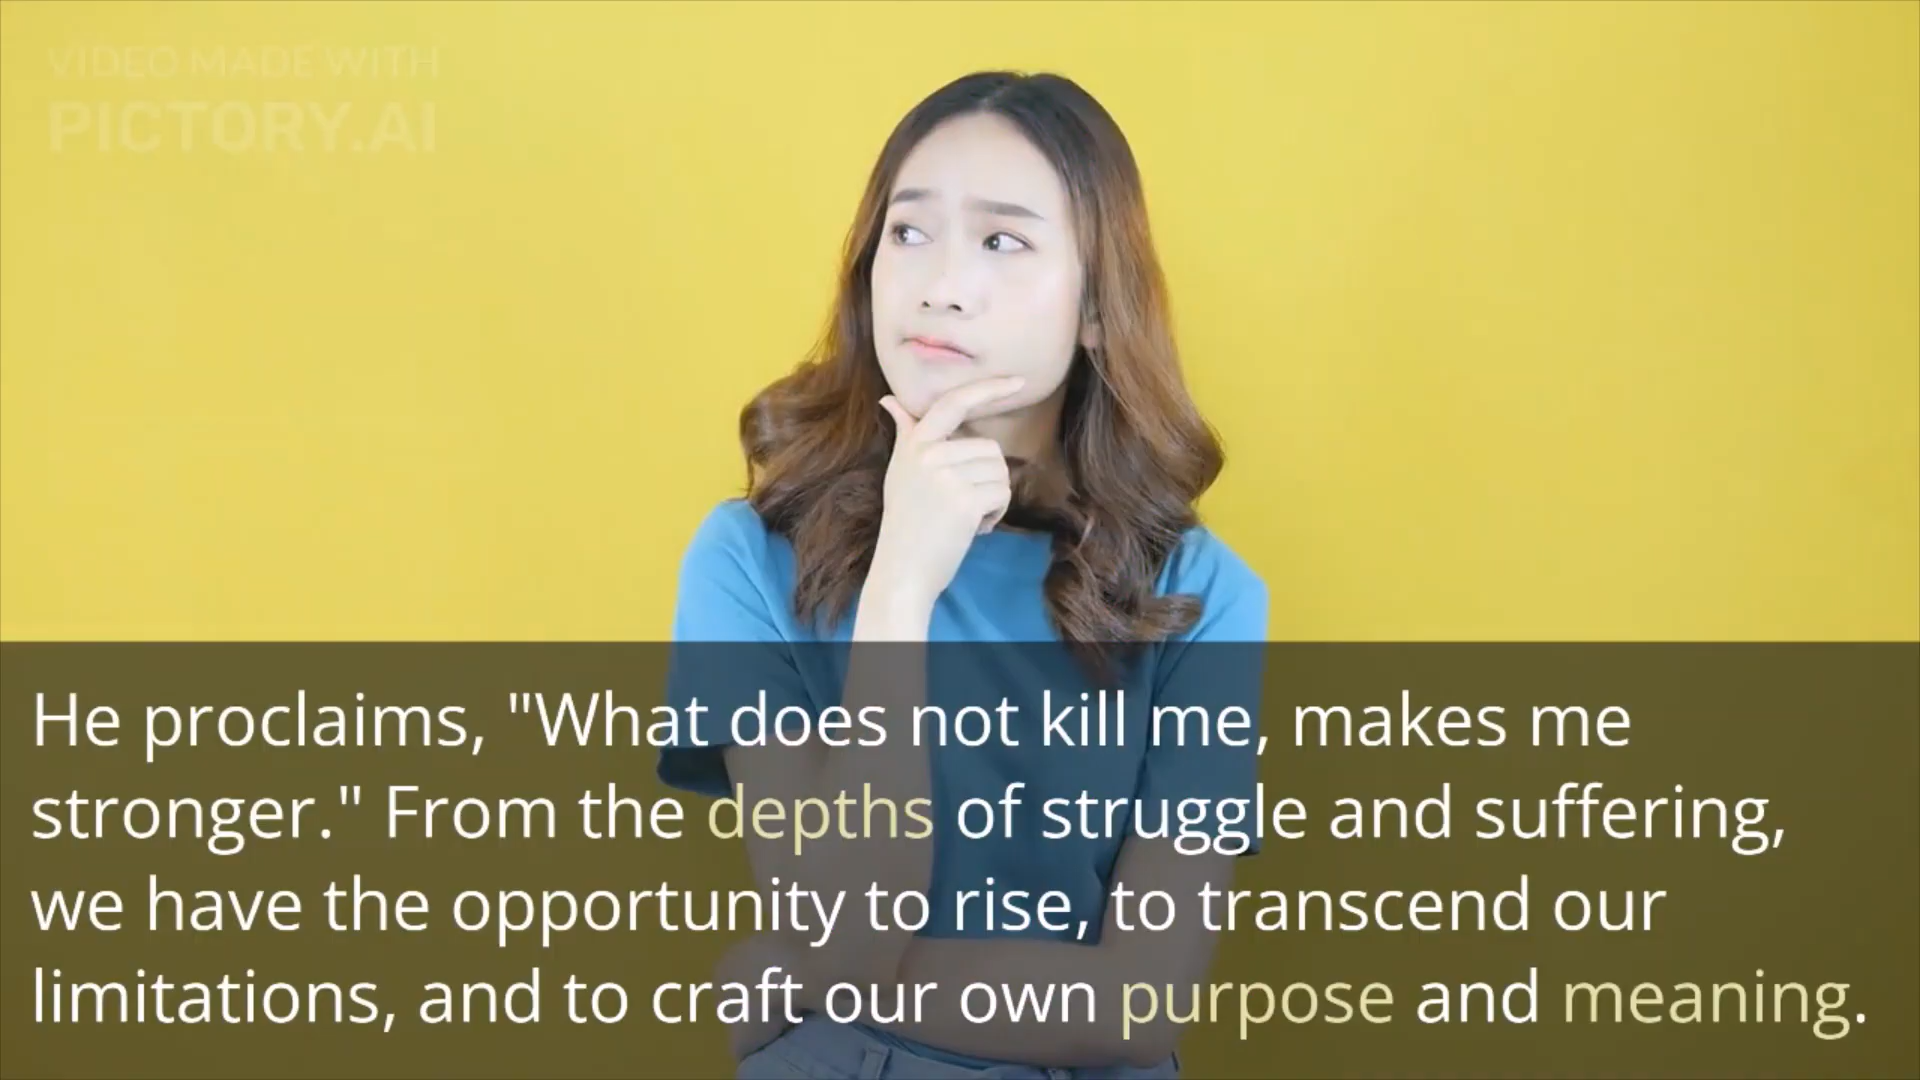 VIDEO MADE WITH
PICTORY.AI
He proclaims, "What does not kill me, makes me
stronger." From the depths of struggle and suffering,
we have the opportunity to rise, to transcend our
limitations, and to craft our own purpose and meaning.